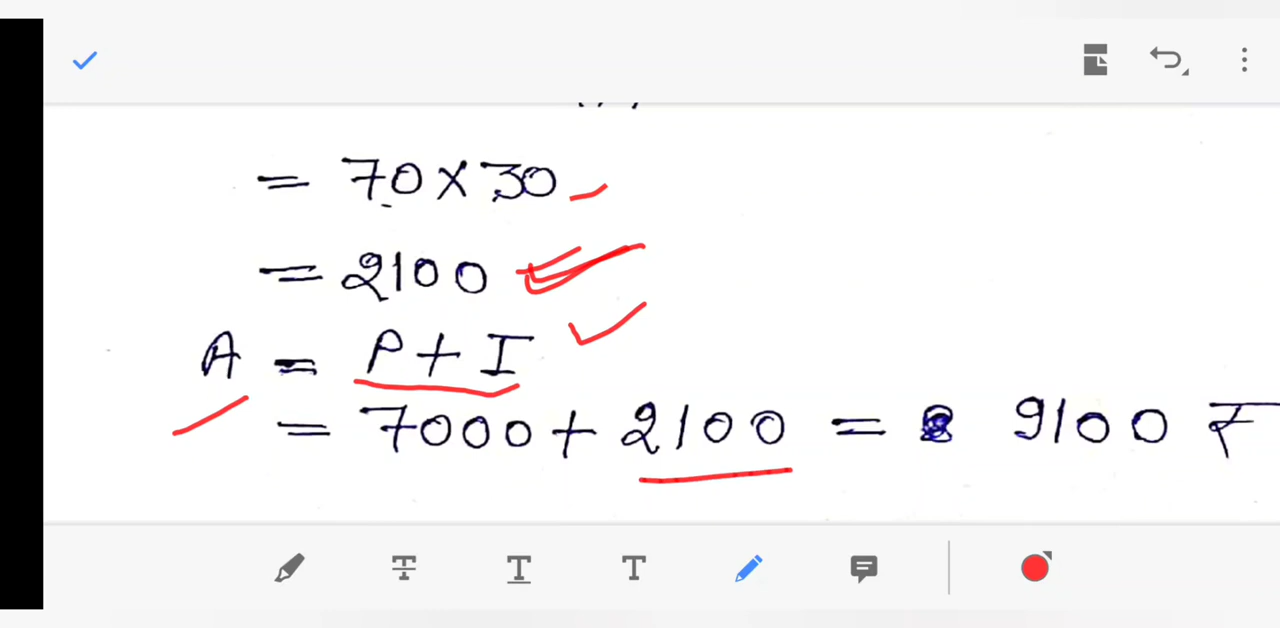 = 70 × 30
= 2100
A = P + I
= 7000 + 2100 = 9100 ₹